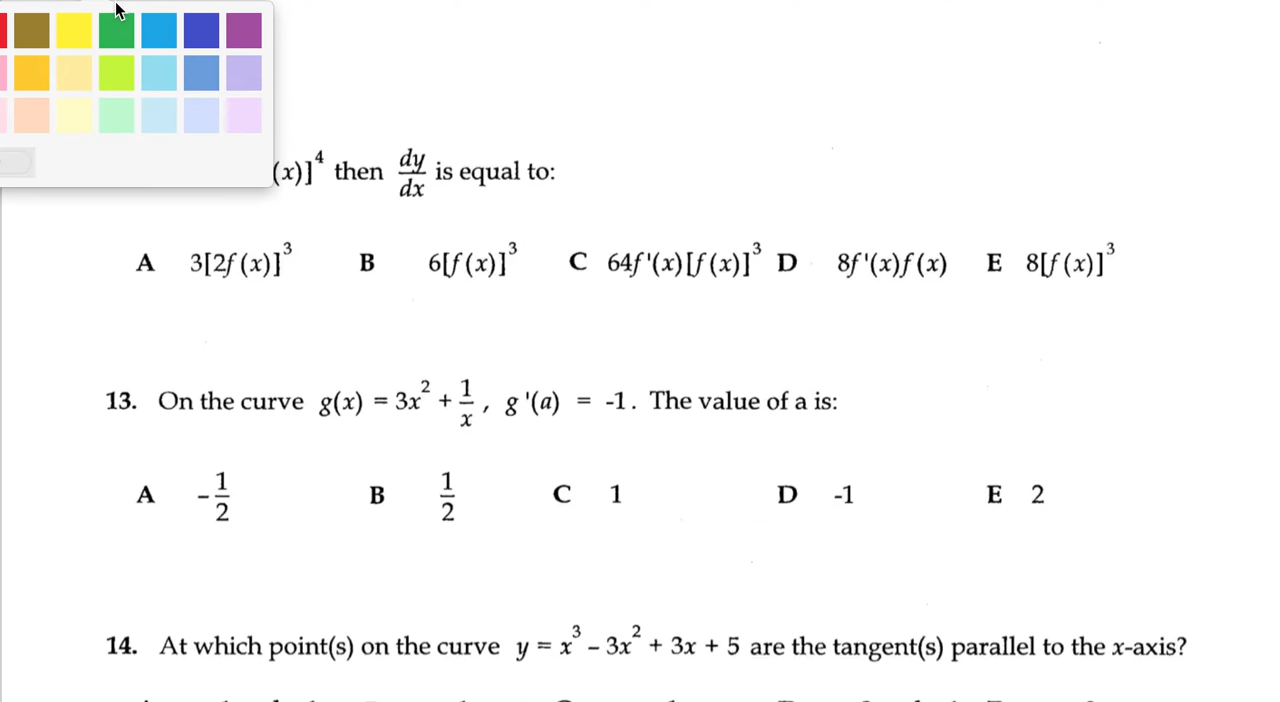 (x)]⁴ then dy/dx is equal to:
A 3[2f(x)]³ B 6[f(x)]³ C 64f'(x)[f(x)]³ D 8f'(x)f(x) E 8[f(x)]³
13. On the curve g(x) = 3x² + 1/x, g'(a) = -1. The value of a is:
A -1/2 B 1/2 C 1 D -1 E 2
14. At which point(s) on the curve y = x³ - 3x² + 3x + 5 are the tangent(s) parallel to the x-axis?